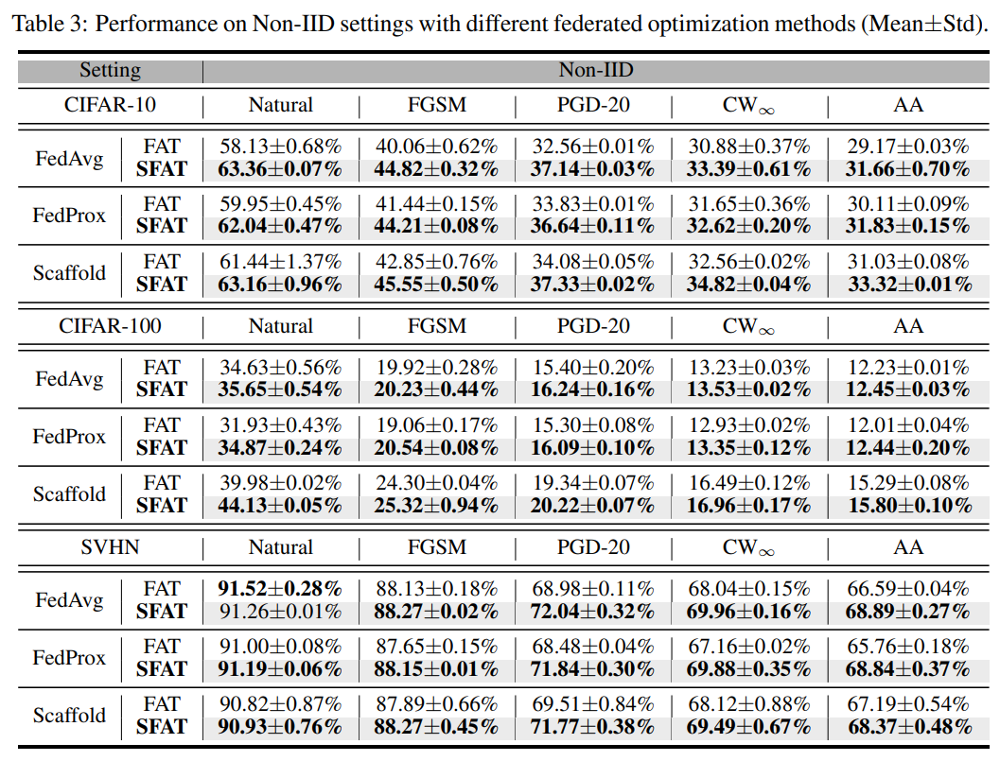 Table 3: Performance on Non-IID settings with different federated optimization methods (Mean±Std).
Setting Non-IID
CIFAR-10 Natural FGSM PGD-20 CW∞ AA
FedAvg FAT 58.13±0.68% 40.06±0.62% 32.56±0.01% 30.88±0.37% 29.17±0.03%
SFAT 63.36±0.07% 44.82±0.32% 37.14±0.03% 33.39±0.61% 31.66±0.70%
FedProx FAT 59.95±0.45% 41.44±0.15% 33.83±0.01% 31.65±0.36% 30.11±0.09%
SFAT 62.04±0.47% 44.21±0.08% 36.64±0.11% 32.62±0.20% 31.83±0.15%
Scaffold FAT 61.44±1.37% 42.85±0.76% 34.08±0.05% 32.56±0.02% 31.03±0.08%
SFAT 63.16±0.96% 45.55±0.50% 37.33±0.02% 34.82±0.04% 33.32±0.01%
CIFAR-100 Natural FGSM PGD-20 CW∞ AA
FedAvg FAT 34.63±0.56% 19.92±0.28% 15.40±0.20% 13.23±0.03% 12.23±0.01%
SFAT 35.65±0.54% 20.23±0.44% 16.24±0.16% 13.53±0.02% 12.45±0.03%
FedProx FAT 31.93±0.43% 19.06±0.17% 15.30±0.08% 12.93±0.02% 12.01±0.04%
SFAT 34.87±0.24% 20.54±0.08% 16.09±0.10% 13.35±0.12% 12.44±0.20%
Scaffold FAT 39.98±0.02% 24.30±0.04% 19.34±0.07% 16.49±0.12% 15.29±0.08%
SFAT 44.13±0.05% 25.32±0.94% 20.22±0.07% 16.96±0.17% 15.80±0.10%
SVHN Natural FGSM PGD-20 CW∞ AA
FedAvg FAT 91.52±0.28% 88.13±0.18% 68.98±0.11% 68.04±0.15% 66.59±0.04%
SFAT 91.26±0.01% 88.27±0.02% 72.04±0.32% 69.96±0.16% 68.89±0.27%
FedProx FAT 91.00±0.08% 87.65±0.15% 68.48±0.04% 67.16±0.02% 65.76±0.18%
SFAT 91.19±0.06% 88.15±0.01% 71.84±0.30% 69.88±0.35% 68.84±0.37%
Scaffold FAT 90.82±0.87% 87.89±0.66% 69.51±0.84% 68.12±0.88% 67.19±0.54%
SFAT 90.93±0.76% 88.27±0.45% 71.77±0.38% 69.49±0.67% 68.37±0.48%